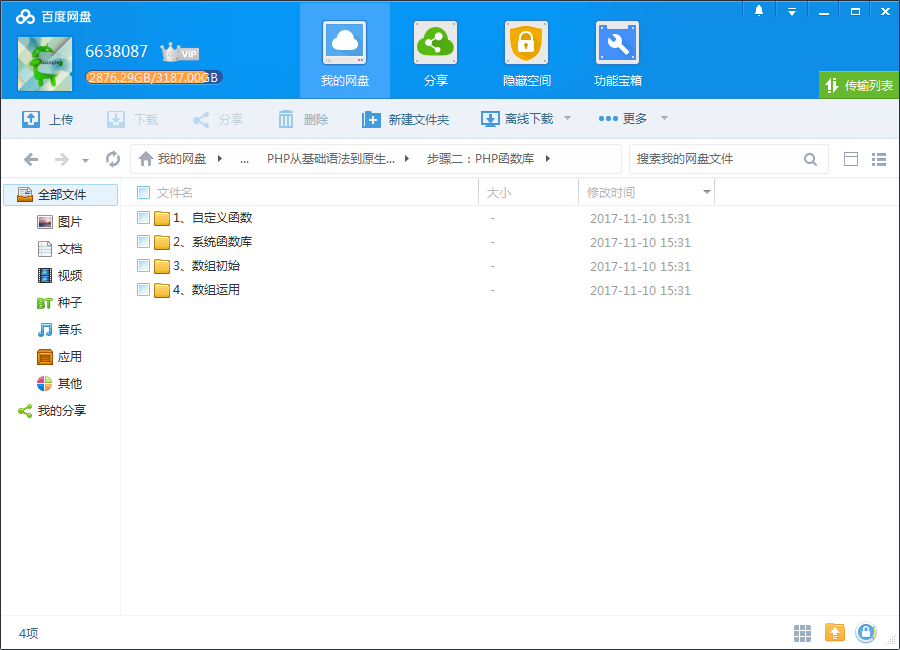 百度网盘
6638087 VIP
2876.29GB/3187.00GB
我的网盘 分享 隐藏空间 功能宝箱
传输列表
上传 下载 分享 删除 新建文件夹 离线下载 更多
我的网盘 ... PHP从基础语法到原生... 步骤二：PHP函数库 搜索我的网盘文件
全部文件 文件名 大小 修改时间
1、自定义函数 - 2017-11-10 15:31
图片
2、系统函数库 - 2017-11-10 15:31
文档
3、数组初始 - 2017-11-10 15:31
视频
4、数组运用 - 2017-11-10 15:31
BT 种子
音乐
应用
其他
我的分享
4项